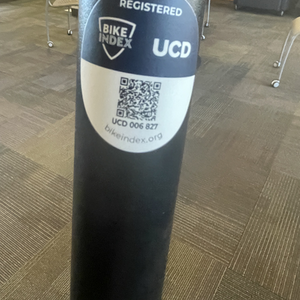 REGISTERED
BIKE
INDEX
UCD
UCD 006 827
bikeindex.org